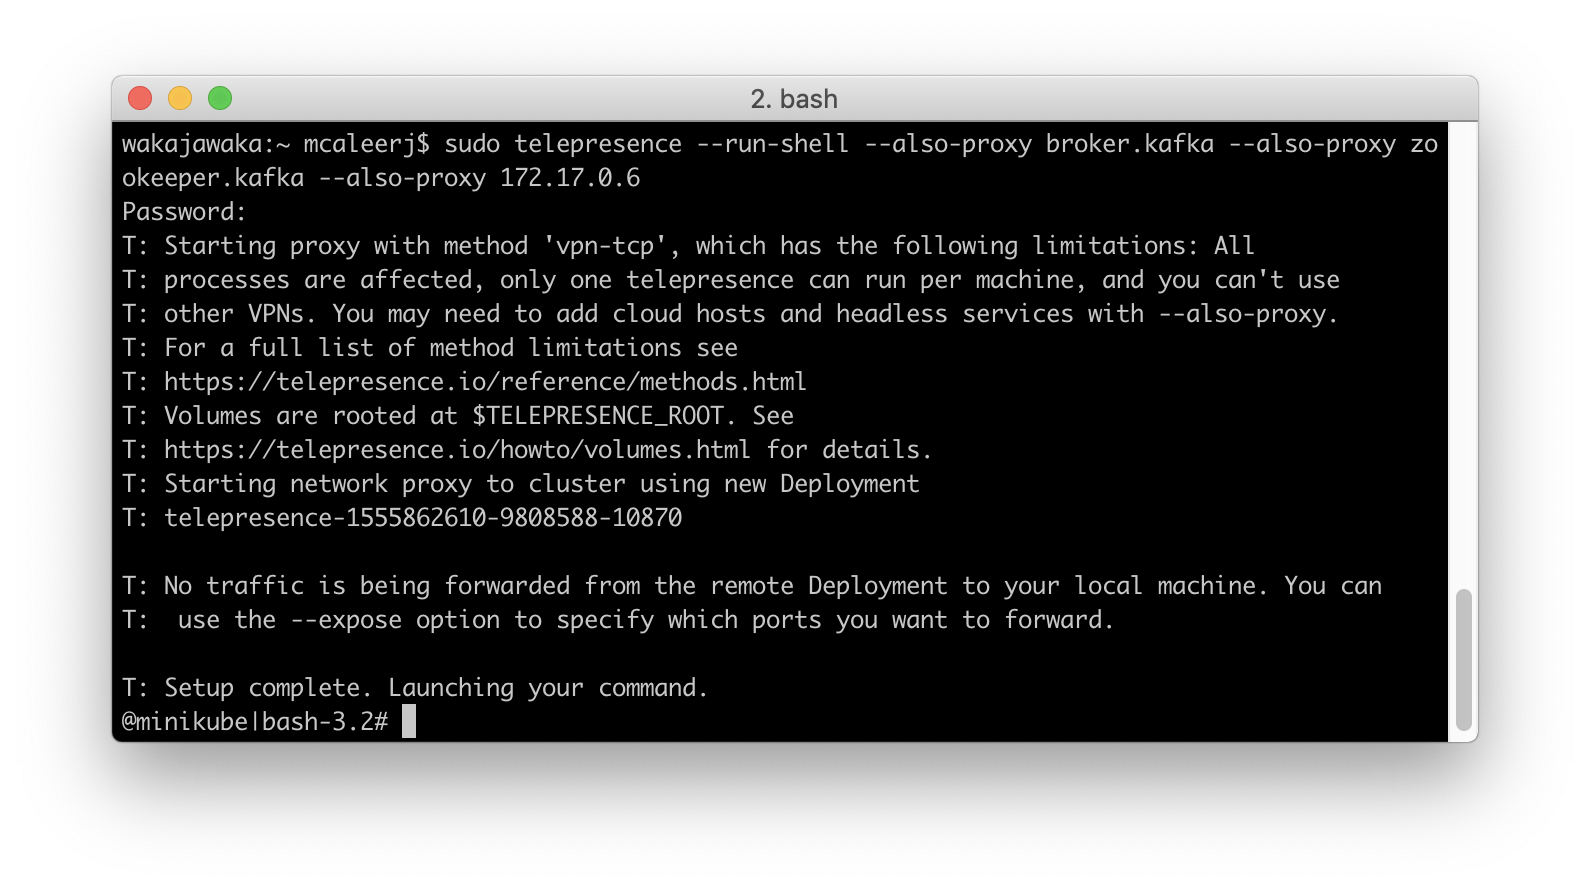 2. bash
wakajawaka:~ mcaleerj$ sudo telepresence --run-shell --also-proxy broker.kafka --also-proxy zo
okeeper.kafka --also-proxy 172.17.0.6
Password:
T: Starting proxy with method 'vpn-tcp', which has the following limitations: All
T: processes are affected, only one telepresence can run per machine, and you can't use
T: other VPNs. You may need to add cloud hosts and headless services with --also-proxy.
T: For a full list of method limitations see
T: https://telepresence.io/reference/methods.html
T: Volumes are rooted at $TELEPRESENCE_ROOT. See
T: https://telepresence.io/howto/volumes.html for details.
T: Starting network proxy to cluster using new Deployment
T: telepresence-1555862610-9808588-10870
T: No traffic is being forwarded from the remote Deployment to your local machine. You can
T:  use the --expose option to specify which ports you want to forward.
T: Setup complete. Launching your command.
@minikube|bash-3.2#